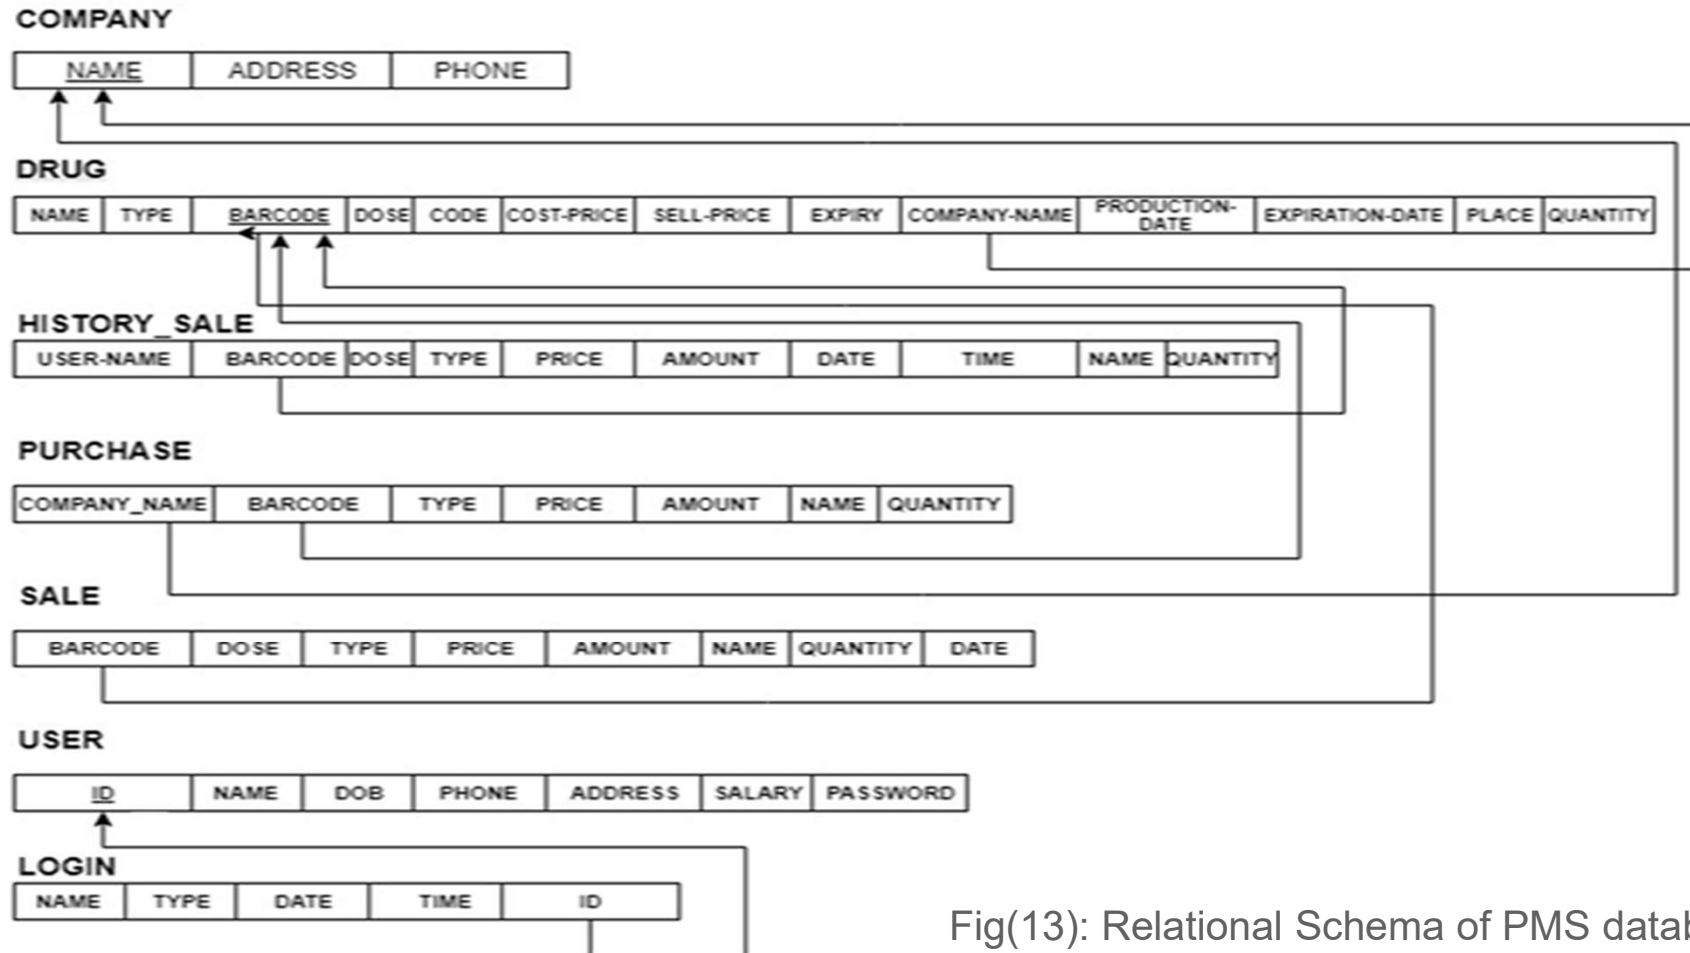 COMPANY
NAME ADDRESS PHONE
DRUG
NAME TYPE BARCODE DOSE CODE COST-PRICE SELL-PRICE EXPIRY COMPANY-NAME PRODUCTION-DATE EXPIRATION-DATE PLACE QUANTITY
HISTORY_SALE
USER-NAME BARCODE DOSE TYPE PRICE AMOUNT DATE TIME NAME QUANTITY
PURCHASE
COMPANY_NAME BARCODE TYPE PRICE AMOUNT NAME QUANTITY
SALE
BARCODE DOSE TYPE PRICE AMOUNT NAME QUANTITY DATE
USER
ID NAME DOB PHONE ADDRESS SALARY PASSWORD
LOGIN
NAME TYPE DATE TIME ID
Fig(13): Relational Schema of PMS datab